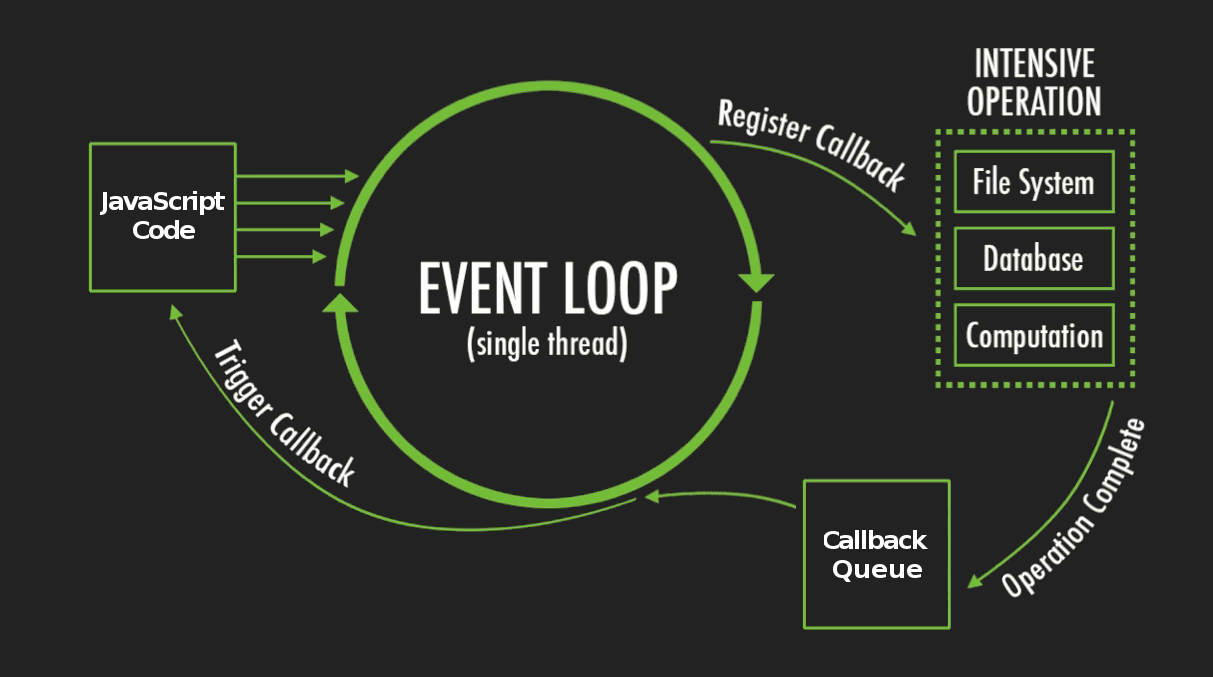 JavaScript
Code
EVENT LOOP
(single thread)
Register Callback
INTENSIVE
OPERATION
File System
Database
Computation
Operation Complete
Callback
Queue
Trigger Callback